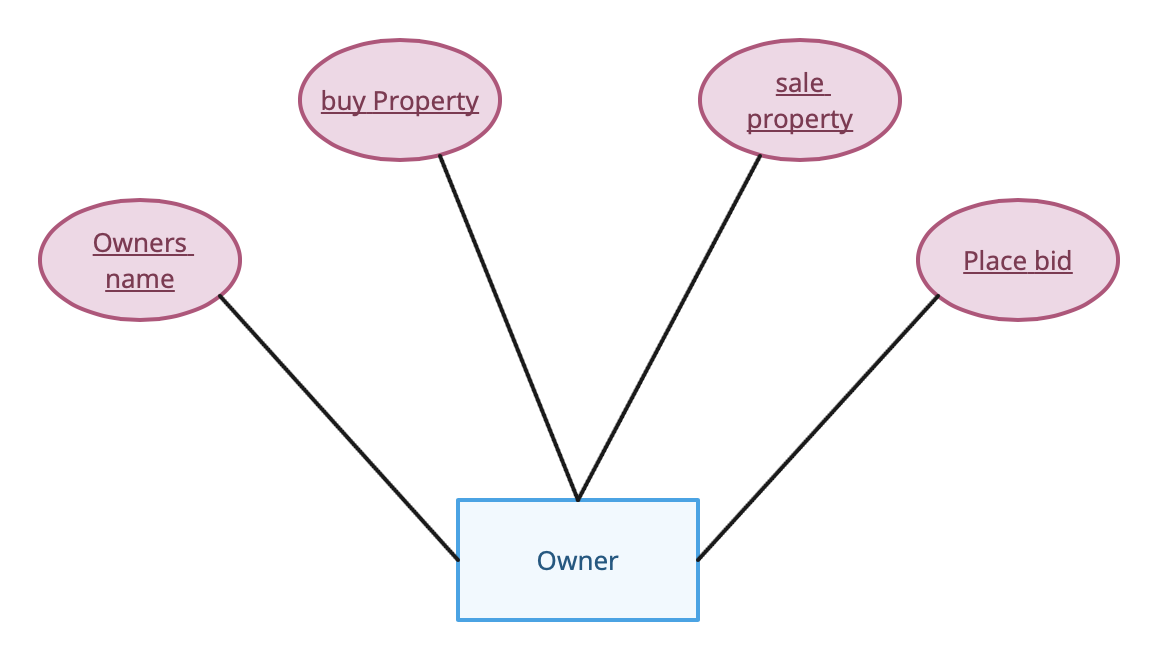 buy Property
sale
property
Owners
name
Place bid
Owner